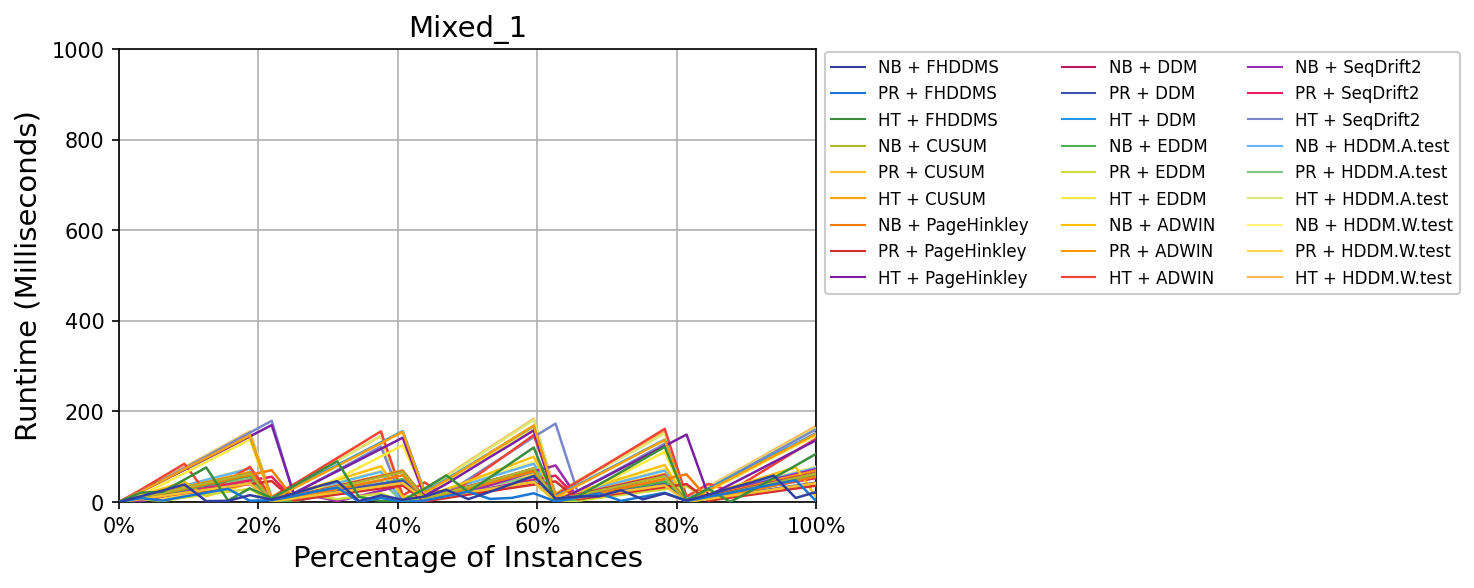 Mixed_1
Runtime (Milliseconds)
1000
800
600
400
200
0
0%
20%
40%
60%
80%
100%
Percentage of Instances
NB + FHDDMS
PR + FHDDMS
HT + FHDDMS
NB + CUSUM
PR + CUSUM
HT + CUSUM
NB + PageHinkley
PR + PageHinkley
HT + PageHinkley
NB + DDM
PR + DDM
HT + DDM
NB + EDDM
PR + EDDM
HT + EDDM
NB + ADWIN
PR + ADWIN
HT + ADWIN
NB + SeqDrift2
PR + SeqDrift2
HT + SeqDrift2
NB + HDDM.A.test
PR + HDDM.A.test
HT + HDDM.A.test
NB + HDDM.W.test
PR + HDDM.W.test
HT + HDDM.W.test